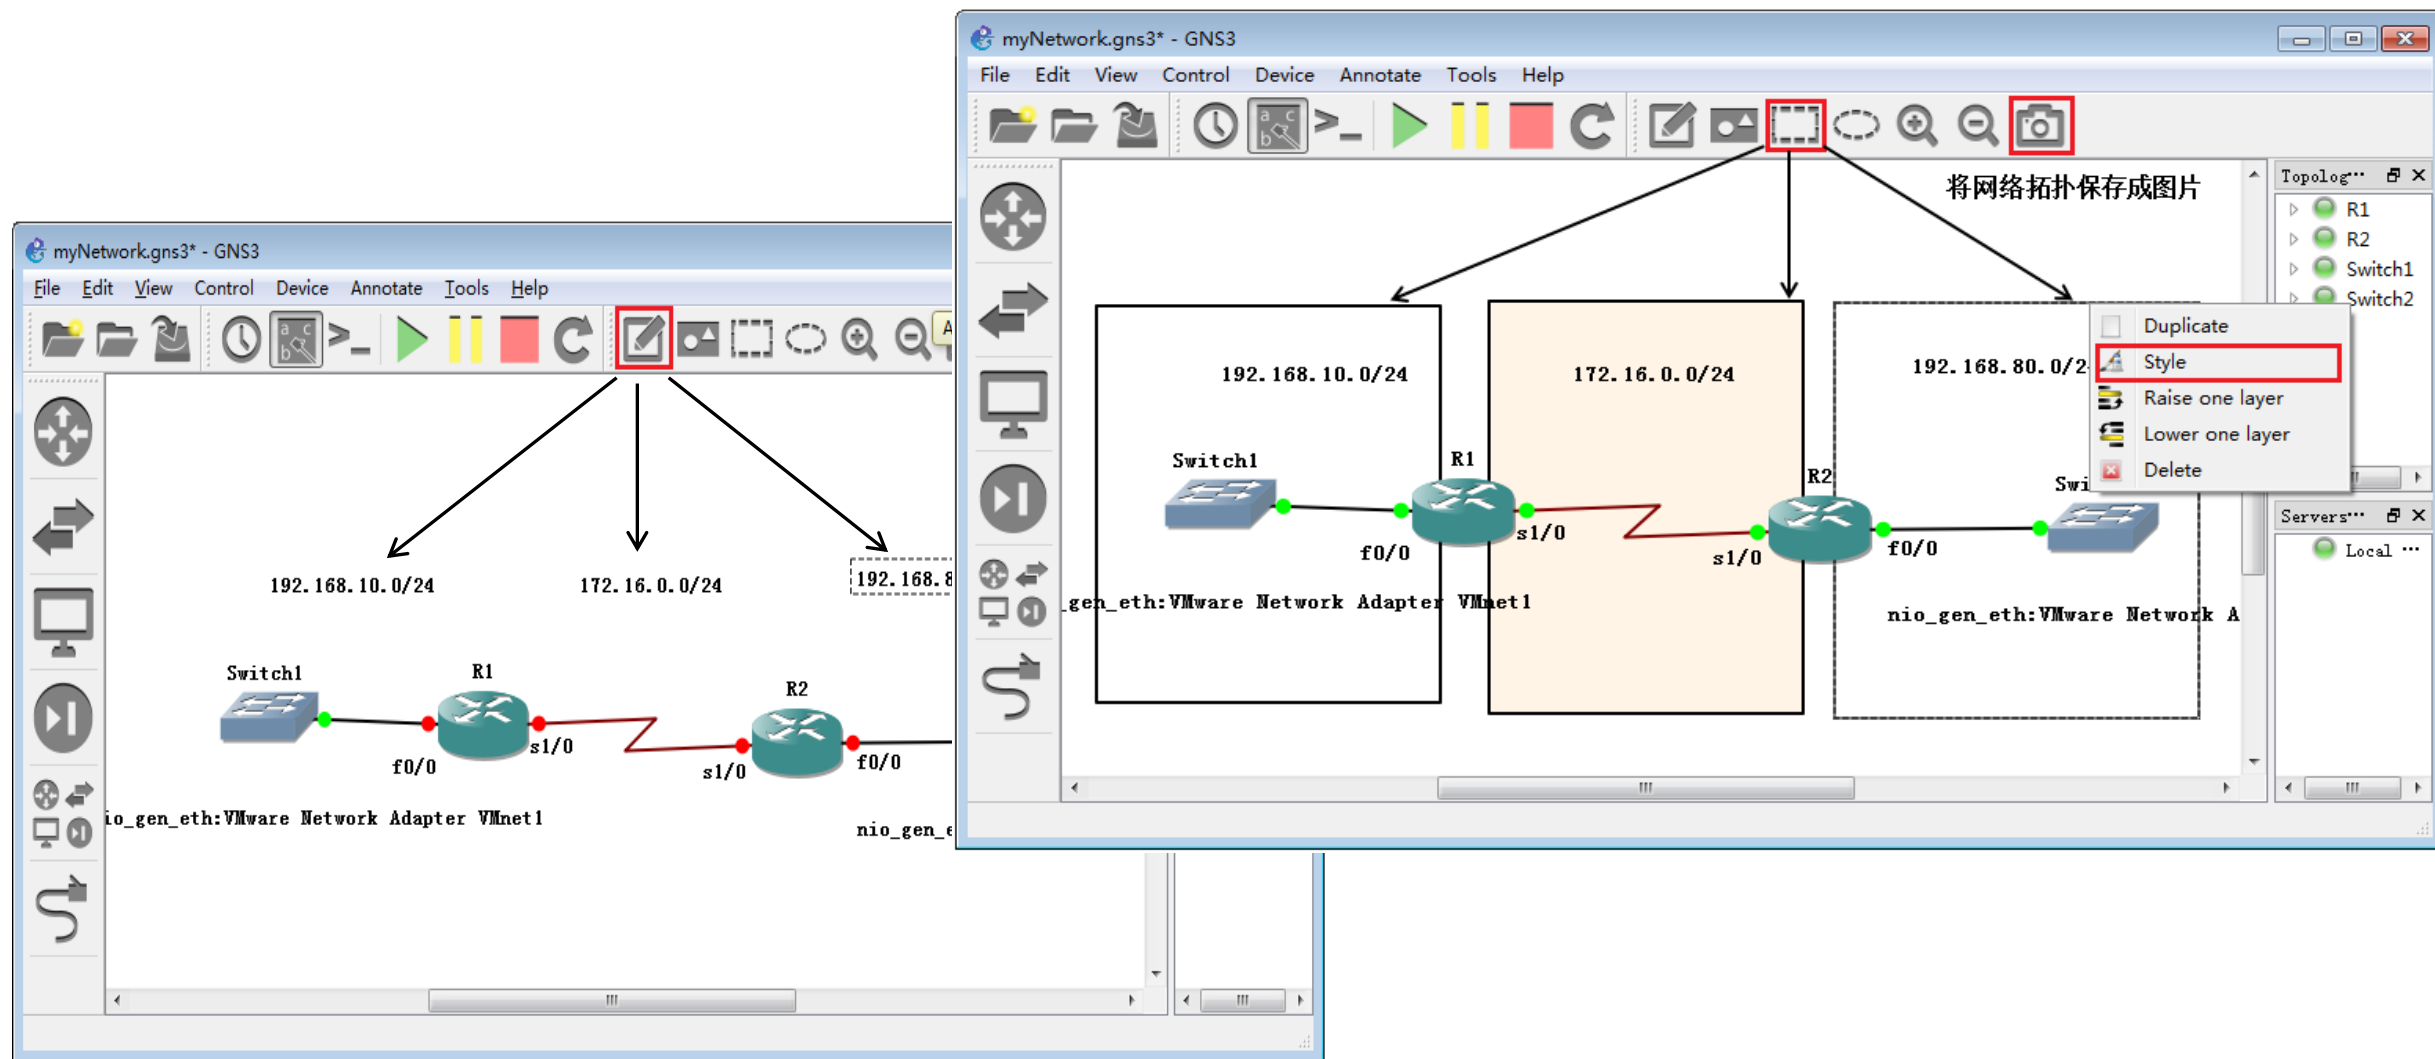 myNetwork.gns3* - GNS3
File Edit View Control Device Annotate Tools Help
A
192.168.10.0/24 172.16.0.0/24 192.168.8
Switch1 R1 R2
f0/0 s1/0 s1/0 f0/0
io_gen_eth:VMware Network Adapter VMnet1
nio_gen_e
myNetwork.gns3* - GNS3
File Edit View Control Device Annotate Tools Help
将网络拓扑保存成图片
192.168.10.0/24 172.16.0.0/24 192.168.80.0/2
Switch1 R1 R2 Swi
f0/0 s1/0 s1/0 f0/0
_gen_eth:VMware Network Adapter VMnet1
nio_gen_eth:VMware Network A
Duplicate
Style
Raise one layer
Lower one layer
Delete
Topolog…
R1
R2
Switch1
Switch2
Servers…
Local …